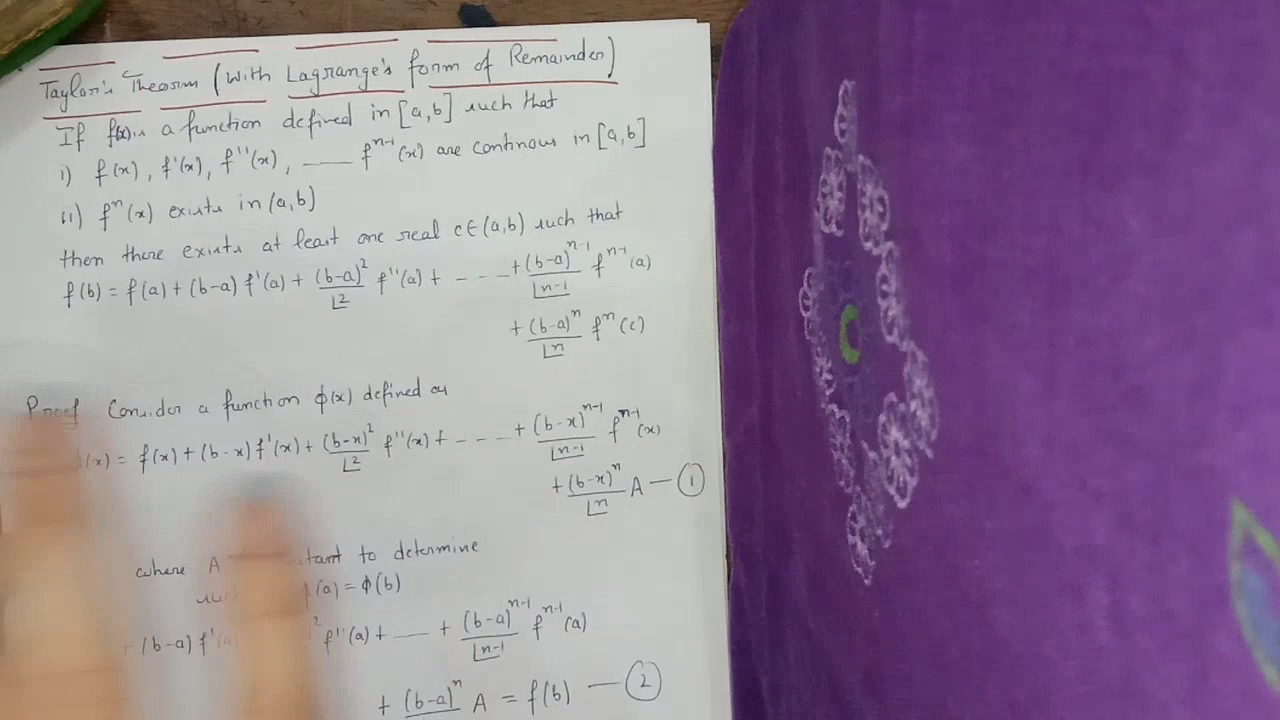 Taylor's Theorem (With Lagrange's form of Remainder)
If f(x) is a function defined in [a,b] such that
i) f(x), f'(x), f''(x), —— f^{n-1}(x) are continous in [a,b]
ii) f^n(x) exists in (a,b)
then there exists at least one real c∈(a,b) such that
f(b) = f(a) + (b-a) f'(a) + (b-a)^2/⌊2 f''(a) + - - - - + (b-a)^{n-1}/⌊n-1 f^{n-1}(a)
+ (b-a)^n/⌊n f^n(c)
Proof Consider a function ϕ(x) defined as
(x) = f(x) + (b-x) f'(x) + (b-x)^2/⌊2 f''(x) + - - - - + (b-x)^{n-1}/⌊n-1 f^{n-1}(x)
+ (b-x)^n/⌊n A — ①
where A to determine
(a) = ϕ(b)
+ (b-a) f' f''(a) + —— + (b-a)^{n-1}/⌊n-1 f^{n-1}(a)
+ (b-a)^n A = f(b) — ②